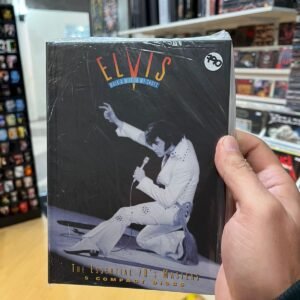 ELVIS
WALK A MILE IN MY SHOES
THE ESSENTIAL 70'S MASTERS
5 COMPACT DISCS